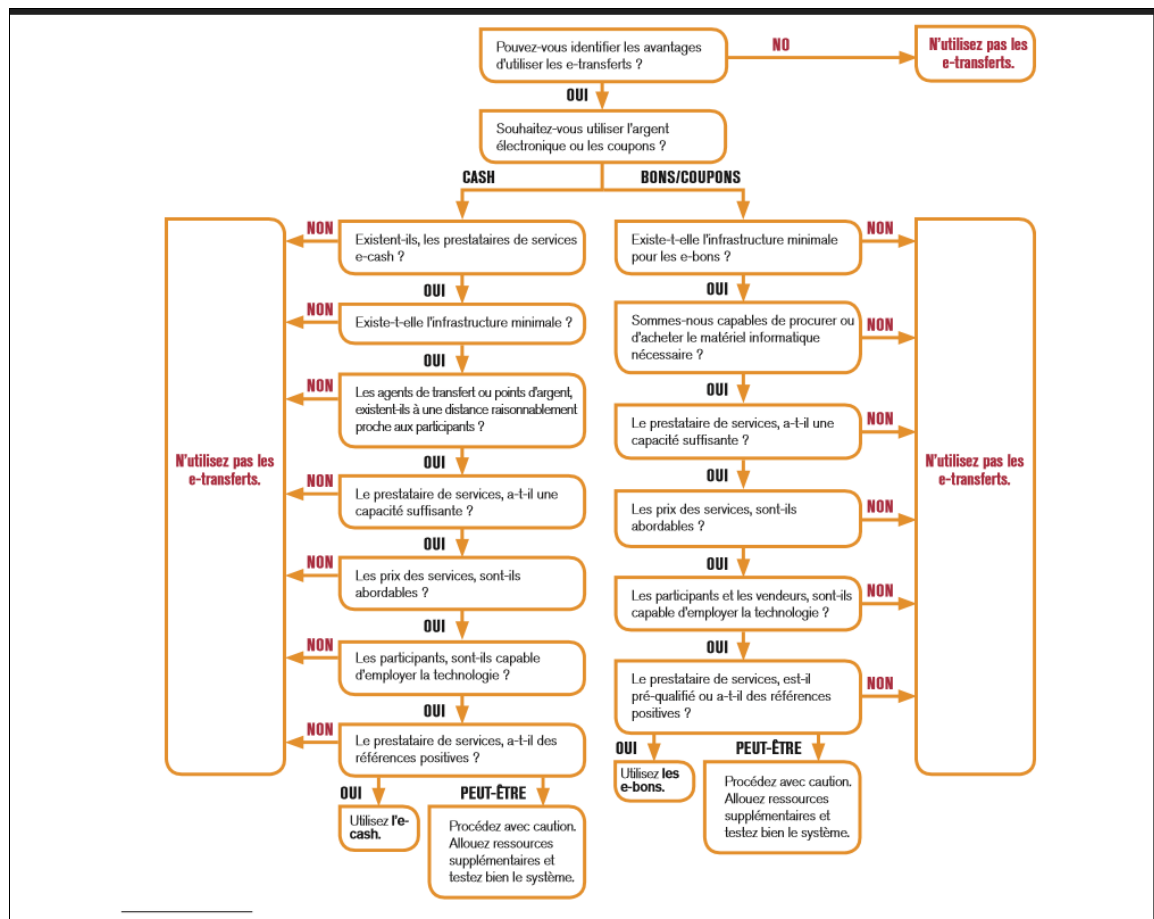 Pouvez-vous identifier les avantages
d'utiliser les e-transferts ?
NO
N'utilisez pas les
e-transferts.
OUI
Souhaitez-vous utiliser l'argent
électronique ou les coupons ?
CASH
BONS/COUPONS
NON
Existent-ils, les prestataires de services
e-cash ?
OUI
NON
Existe-t-elle l'infrastructure minimale ?
OUI
NON
Les agents de transfert ou points d'argent,
existent-ils à une distance raisonnablement
proche aux participants ?
OUI
NON
Le prestataire de services, a-t-il une
capacité suffisante ?
OUI
NON
Les prix des services, sont-ils
abordables ?
OUI
NON
Les participants, sont-ils capable
d'employer la technologie ?
OUI
NON
Le prestataire de services, a-t-il des
références positives ?
N'utilisez pas les
e-transferts.
OUI
Utilisez l'e-
cash.
PEUT-ÊTRE
Procédez avec caution.
Allouez ressources
supplémentaires et
testez bien le système.
Existe-t-elle l'infrastructure minimale
pour les e-bons ?
NON
OUI
Sommes-nous capables de procurer ou
d'acheter le matériel informatique
nécessaire ?
NON
OUI
Le prestataire de services, a-t-il une
capacité suffisante ?
NON
OUI
Les prix des services, sont-ils
abordables ?
NON
OUI
Les participants et les vendeurs, sont-ils
capable d'employer la technologie ?
NON
OUI
Le prestataire de services, est-il
pré-qualifié ou a-t-il des références
positives ?
NON
N'utilisez pas les
e-transferts.
OUI
Utilisez les
e-bons.
PEUT-ÊTRE
Procédez avec caution.
Allouez ressources
supplémentaires et
testez bien le système.